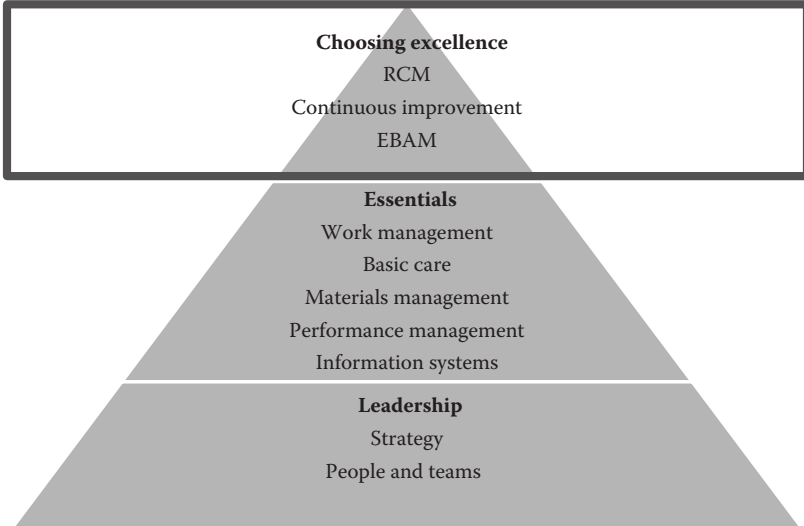 Choosing excellence
RCM
Continuous improvement
EBAM
Essentials
Work management
Basic care
Materials management
Performance management
Information systems
Leadership
Strategy
People and teams